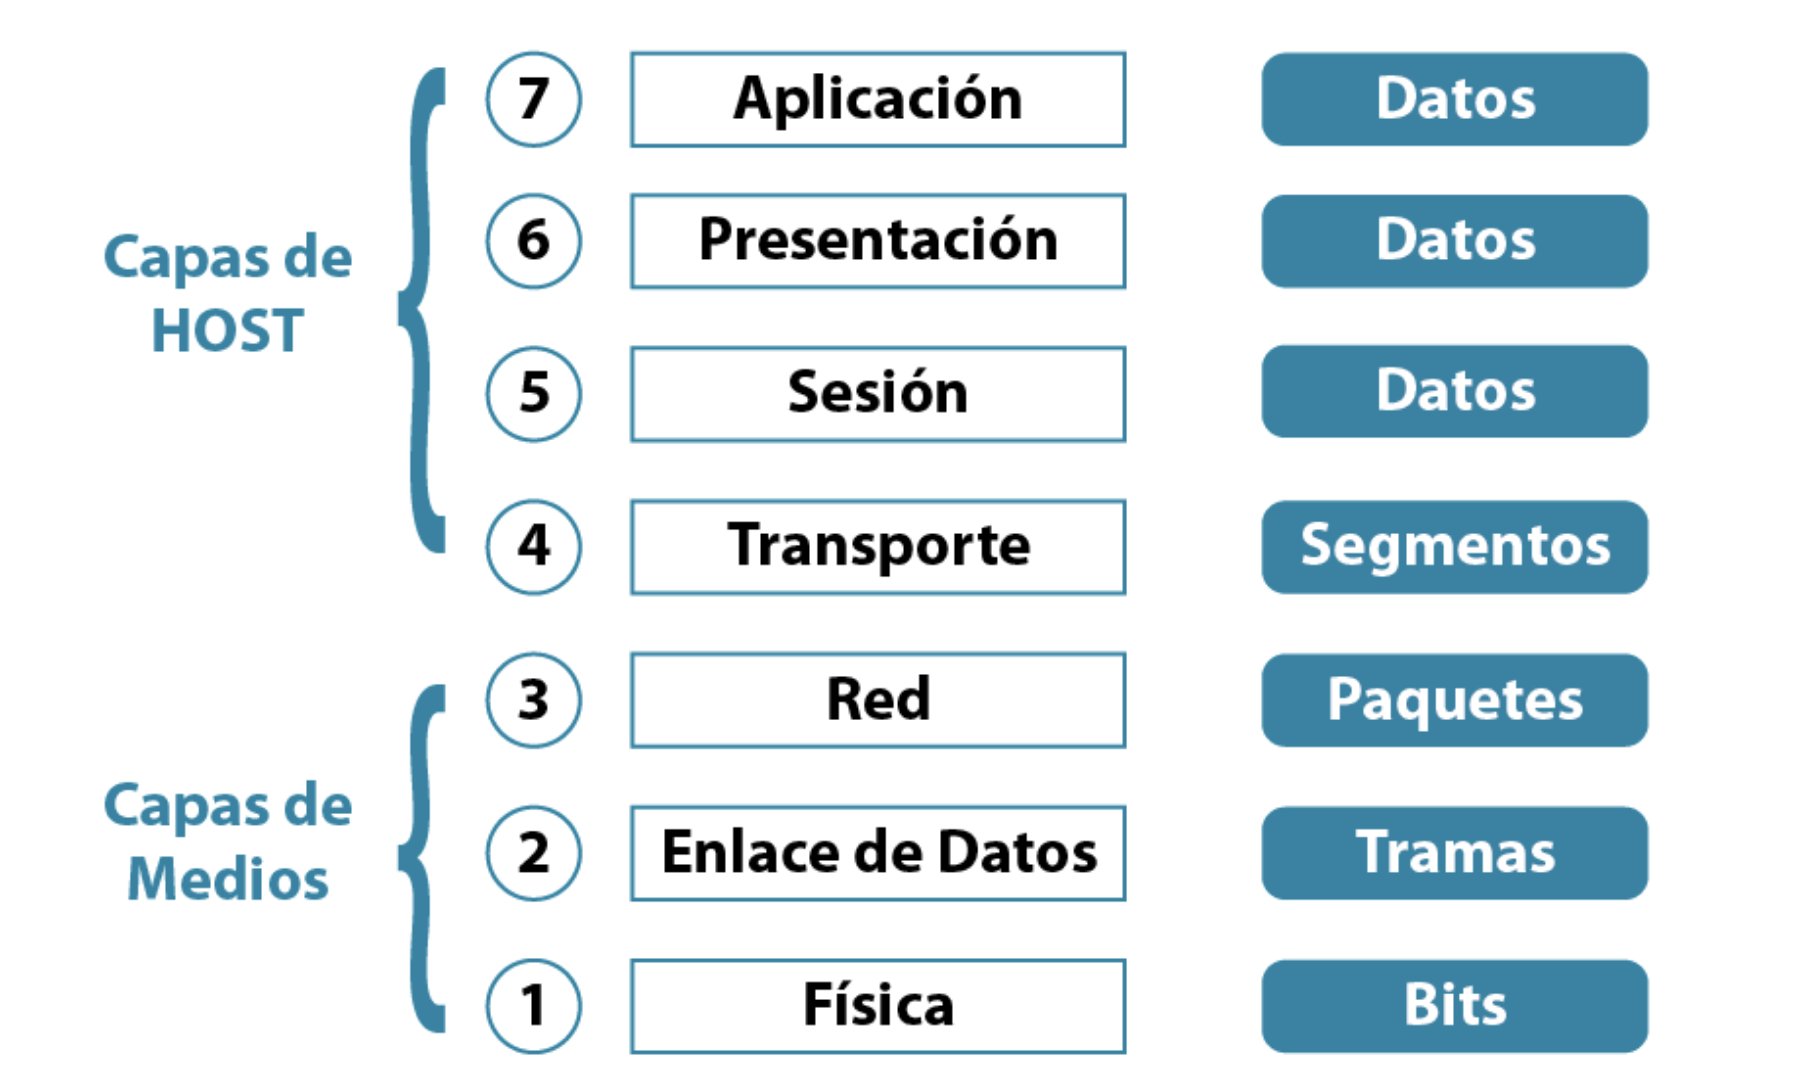 Capas de
HOST
7 Aplicación Datos
6 Presentación Datos
5 Sesión Datos
4 Transporte Segmentos
Capas de
Medios
3 Red Paquetes
2 Enlace de Datos Tramas
1 Física Bits